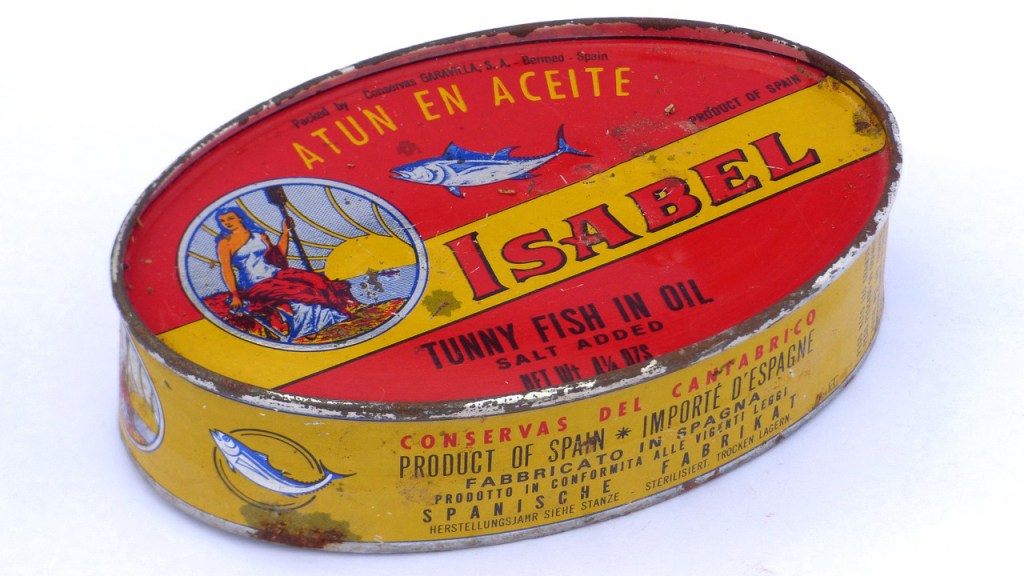 Packed by Conservas GARAVILLA, S. A. - Bermeo - Spain
ATUN EN ACEITE
PRODUCT OF SPAIN
ISABEL
TUNNY FISH IN OIL
SALT ADDED
NET WT
CONSERVAS DEL CANTABRICO
PRODUCT OF SPAIN * IMPORTÉ D'ESPAGNE
FABBRICATO IN SPAGNA
PRODOTTO IN CONFORMITA ALLE VIGENTI LEGGI
SPANISCHE FABRIKAT
HERSTELLUNGSJAHR SIEHE STANZE - STERILISIERT TROCKEN LAGERN